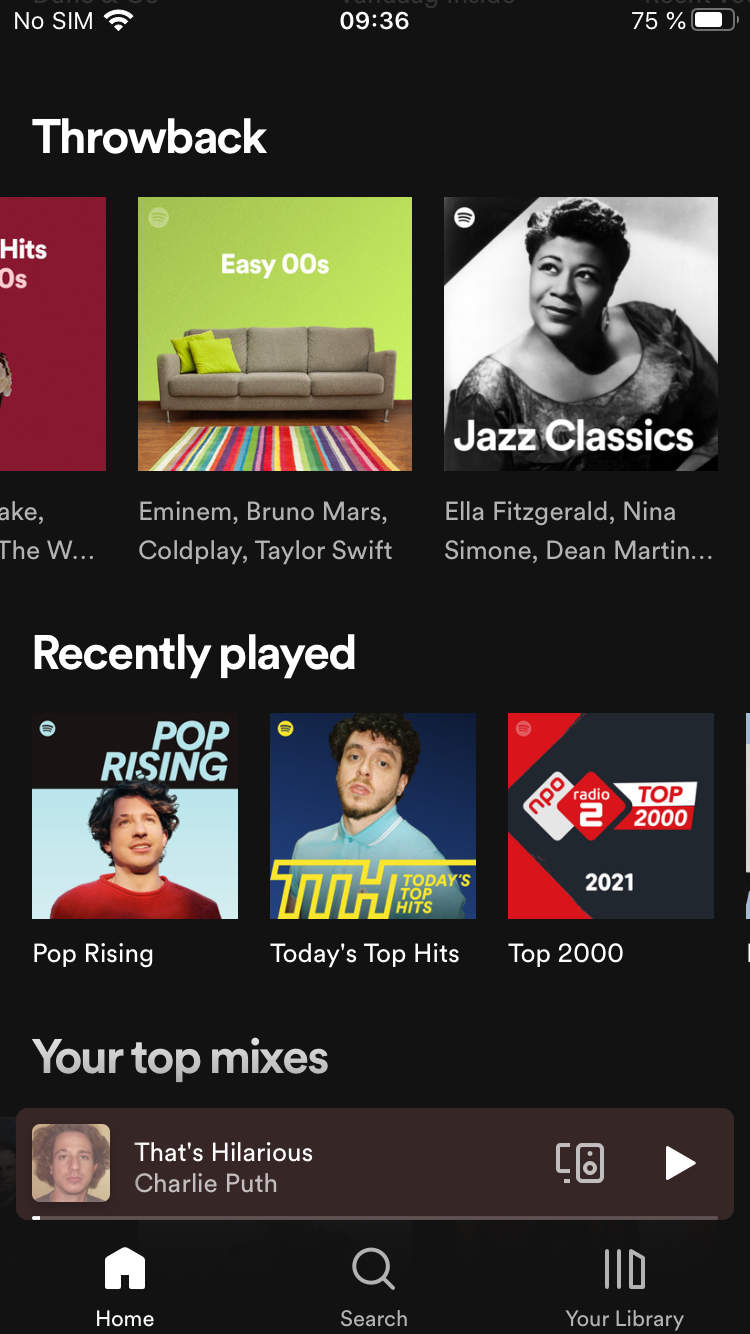 No SIM 09:36 75 %
Throwback
Hits
0s
Easy 00s
Jazz Classics
ake,
The W...
Eminem, Bruno Mars,
Coldplay, Taylor Swift
Ella Fitzgerald, Nina
Simone, Dean Martin...
Recently played
POP
RISING
TTH TODAY'S
TOP
HITS
npo radio
2
TOP
2000
2021
Pop Rising
Today's Top Hits
Top 2000
Your top mixes
That's Hilarious
Charlie Puth
Home Search Your Library